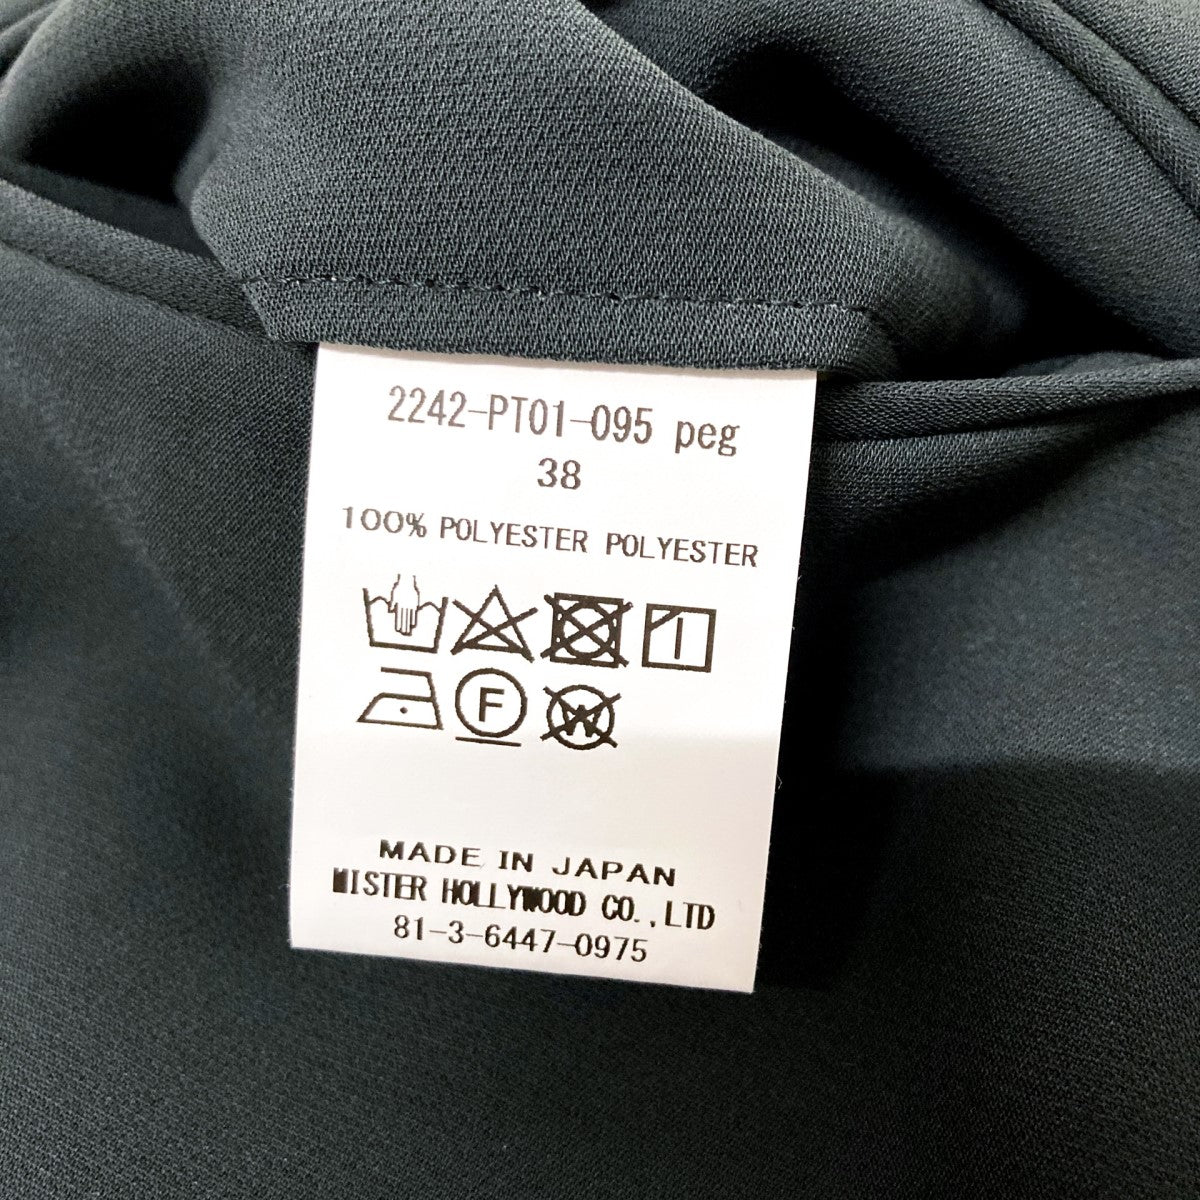 2242-PT01-095 peg
38
100% POLYESTER POLYESTER
F W
MADE IN JAPAN
MISTER HOLLYWOOD CO.,LTD
81-3-6447-0975